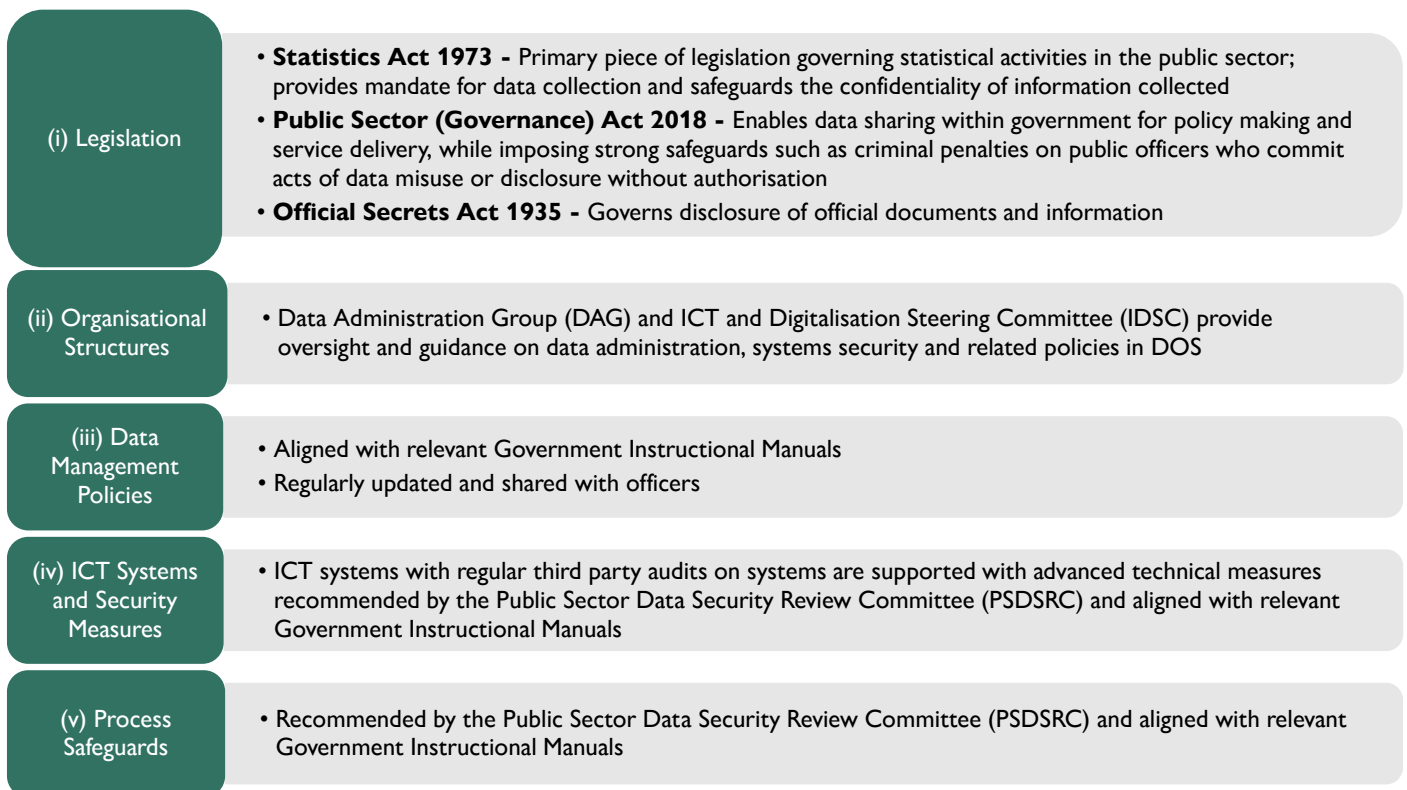 (i) Legislation
• Statistics Act 1973 - Primary piece of legislation governing statistical activities in the public sector;
provides mandate for data collection and safeguards the confidentiality of information collected
• Public Sector (Governance) Act 2018 - Enables data sharing within government for policy making and
service delivery, while imposing strong safeguards such as criminal penalties on public officers who commit
acts of data misuse or disclosure without authorisation
• Official Secrets Act 1935 - Governs disclosure of official documents and information
(ii) Organisational
Structures
• Data Administration Group (DAG) and ICT and Digitalisation Steering Committee (IDSC) provide
oversight and guidance on data administration, systems security and related policies in DOS
(iii) Data
Management
Policies
• Aligned with relevant Government Instructional Manuals
• Regularly updated and shared with officers
(iv) ICT Systems
and Security
Measures
• ICT systems with regular third party audits on systems are supported with advanced technical measures
recommended by the Public Sector Data Security Review Committee (PSDSRC) and aligned with relevant
Government Instructional Manuals
(v) Process
Safeguards
• Recommended by the Public Sector Data Security Review Committee (PSDSRC) and aligned with relevant
Government Instructional Manuals